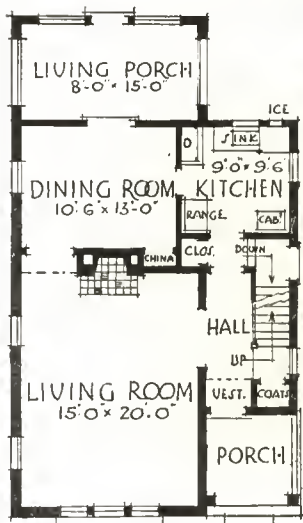 LIVING PORCH
8'-0" x 15'-0"
ICE
SINK
D
9'0" x 9'6
DINING ROOM
10'6" x 13'-0"
KITCHEN
RANGE
CAB'T
CHINA
CLOS.
DOWN
HALL
UP
LIVING ROOM
15'0" x 20'0"
VEST.
COATS
PORCH